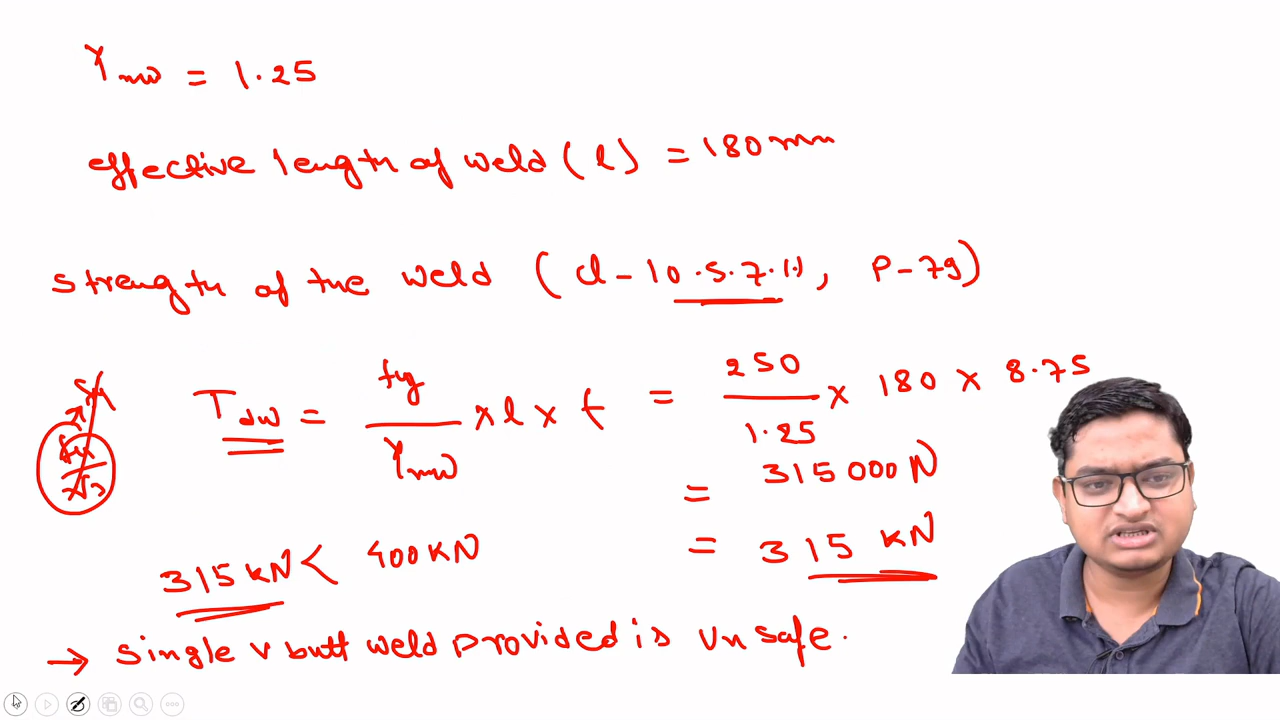 γmw = 1.25
effective length of weld (l) = 180 mm
strength of the weld (cl-10.5.7.1.1, P-79)
Tdw = fy/γmw × l × t = 250/1.25 × 180 × 8.75
= 315000 N
= 315 kN
315 kN < 400 KN
→ single v butt weld provided is unsafe.